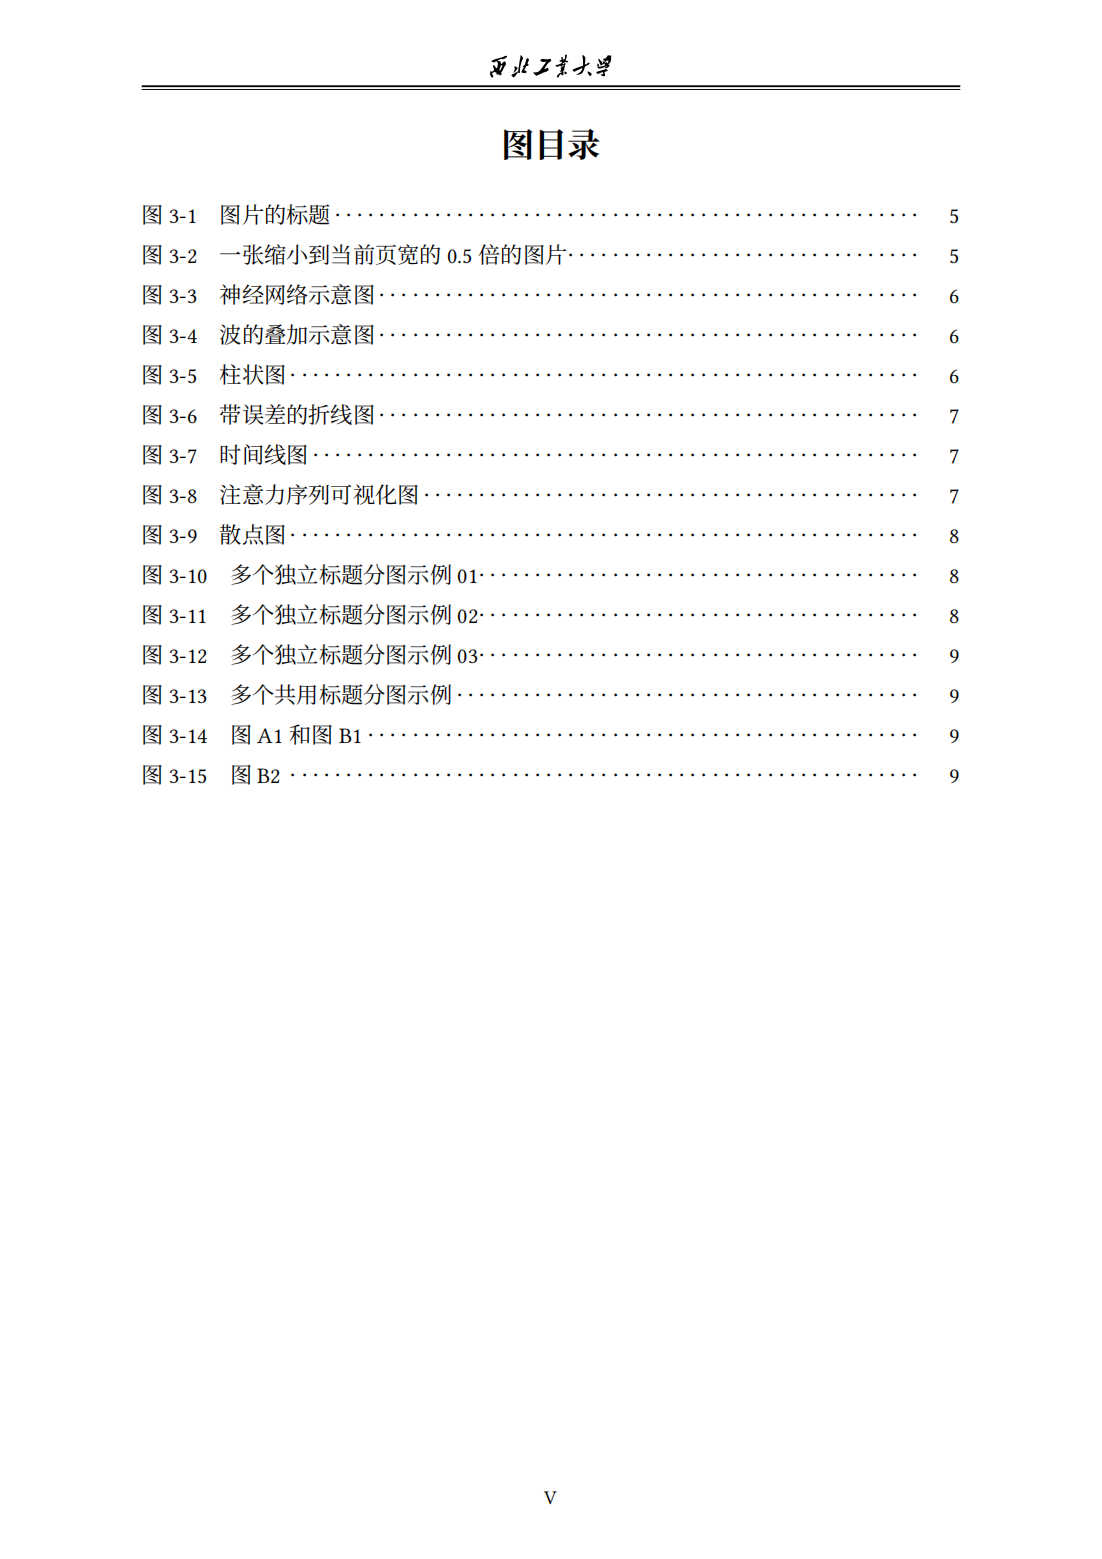 西北工业大学
图目录
图 3-1 图片的标题 5
图 3-2 一张缩小到当前页宽的 0.5 倍的图片 5
图 3-3 神经网络示意图 6
图 3-4 波的叠加示意图 6
图 3-5 柱状图 6
图 3-6 带误差的折线图 7
图 3-7 时间线图 7
图 3-8 注意力序列可视化图 7
图 3-9 散点图 8
图 3-10 多个独立标题分图示例 01 8
图 3-11 多个独立标题分图示例 02 8
图 3-12 多个独立标题分图示例 03 9
图 3-13 多个共用标题分图示例 9
图 3-14 图 A1 和图 B1 9
图 3-15 图 B2 9
V